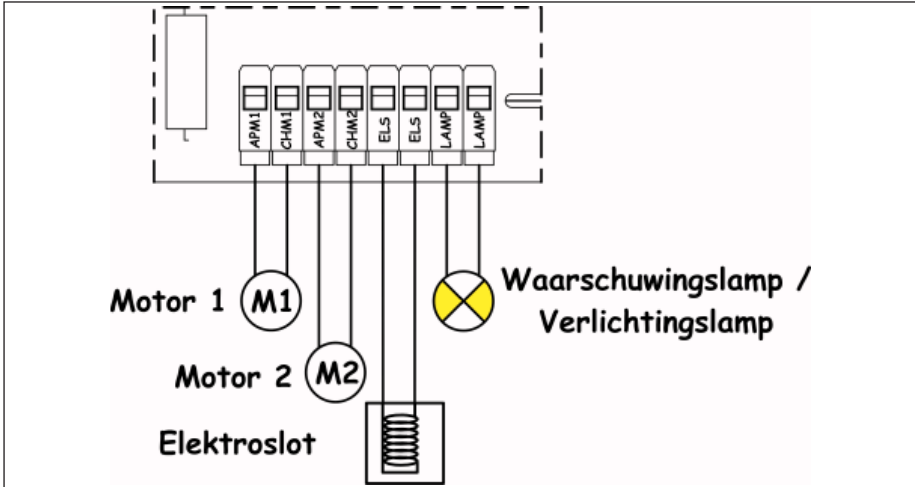 APM1 CHM1 APM2 CHM2 ELS ELS LAMP LAMP
Motor 1
M1
Waarschuwingslamp /
Verlichtingslamp
Motor 2
M2
Elektroslot